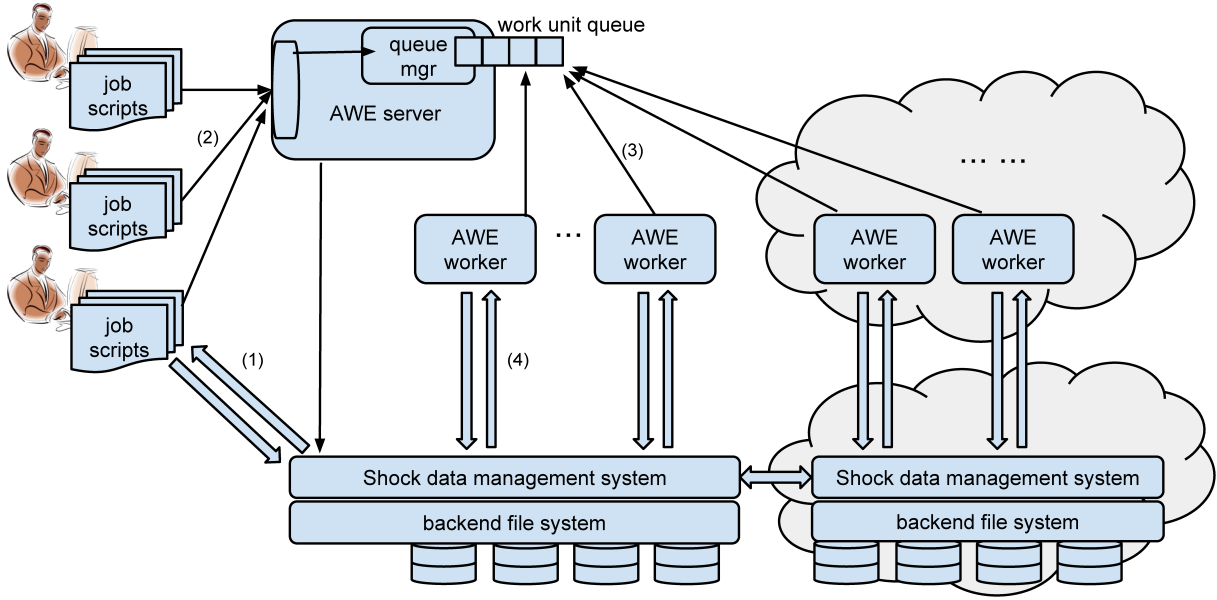 work unit queue
queue
mgr
AWE server
job
scripts
(2)
job
scripts
(3)
... ...
AWE
worker
...
AWE
worker
AWE
worker
AWE
worker
job
scripts
(1)
(4)
Shock data management system
Shock data management system
backend file system
backend file system